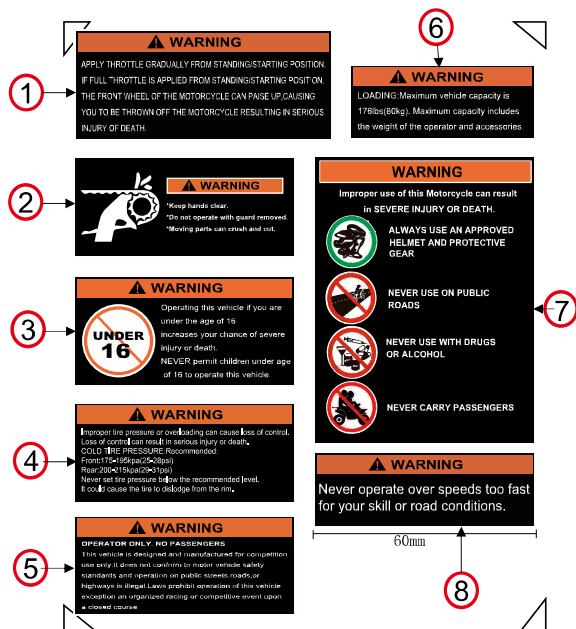 WARNING
APPLY THROTTLE GRADUALLY FROM STANDING/STARTING POSITION.
IF FULL THROTTLE IS APPLIED FROM STANDING/STARTING POSITION,
THE FRONT WHEEL OF THE MOTORCYCLE CAN PAISE UP,CAUSING
YOU TO BE THROWN OFF THE MOTORCYCLE RESULTING IN SERIOUS
INJURY OF DEATH.
1
WARNING
*Keep hands clear.
*Do not operate with guard removed.
*Moving parts can crush and cut.
2
WARNING
UNDER
16
Operating this vehicle if you are
under the age of 16
increases your chance of severe
injury or death.
NEVER permit children under age
of 16 to operate this vehicle.
3
WARNING
Improper tire pressure or overloading can cause loss of control.
Loss of control can result in serious injury or death.
COLD TIRE PRESSURE:Recommended:
Front:175-195kpa(25-28psi)
Rear:200-215kpa(29-31psi)
Never set tire pressure below the recommended level.
It could cause the tire to dislodge from the rim.
4
WARNING
OPERATOR ONLY. NO PASSENGERS
This vehicle is designed and manufactured for competition
use only.It does not conform to motor vehicle safety
standards and operation on public streets,roads,or
highways is illegal.Laws prohibit operation of this vehicle
exception an organized racing or competitive event upon
a closed course
5
6
WARNING
LOADING:Maximum vehicle capacity is
176lbs(80kg). Maximum capacity includes
the weight of the operator and accessories.
WARNING
Improper use of this Motorcycle can result
in SEVERE INJURY OR DEATH.
ALWAYS USE AN APPROVED
HELMET AND PROTECTIVE
GEAR
NEVER USE ON PUBLIC
ROADS
NEVER USE WITH DRUGS
OR ALCOHOL
NEVER CARRY PASSENGERS
7
WARNING
Never operate over speeds too fast
for your skill or road conditions.
60mm
8